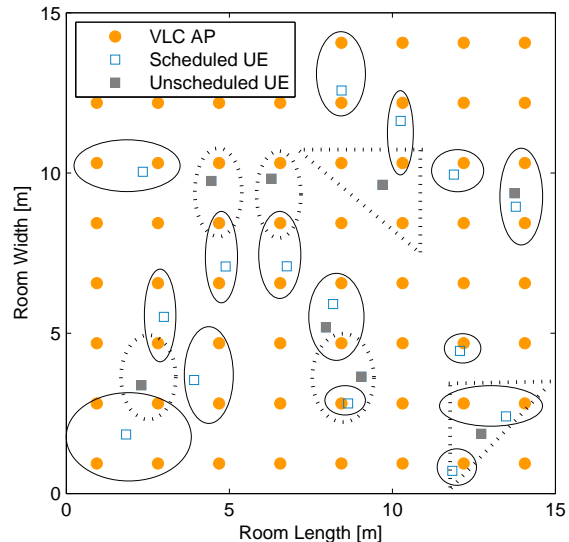 15
VLC AP
Scheduled UE
Unscheduled UE
10
Room Width [m]
5
0
0 5 10 15
Room Length [m]